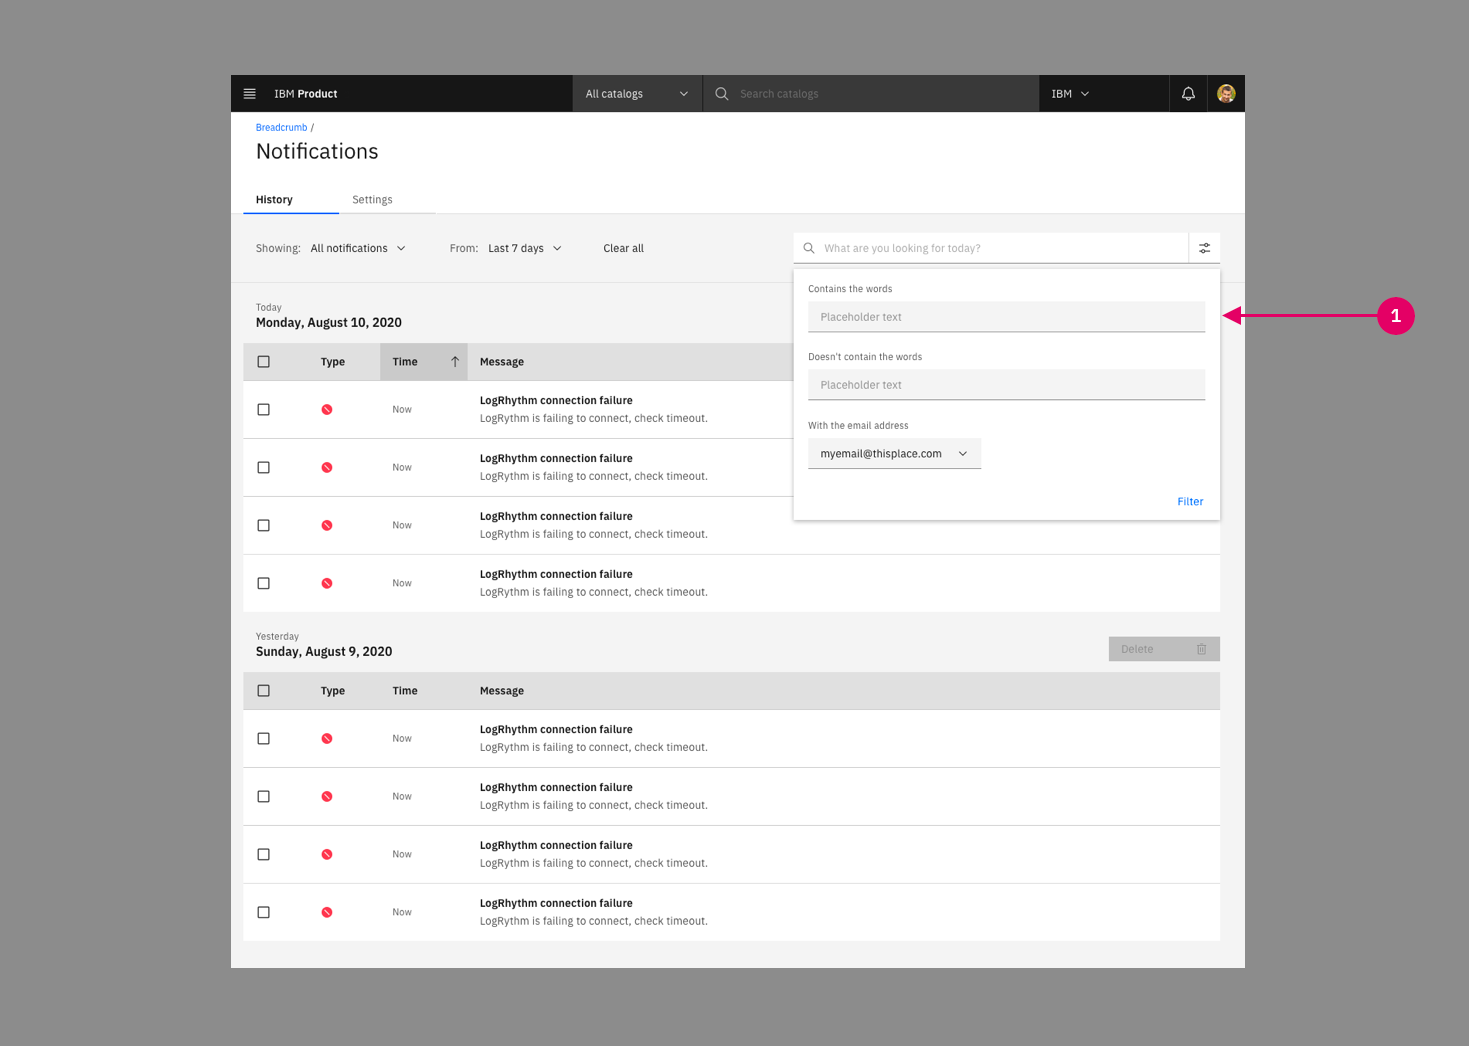 IBM Product
All catalogs
Search catalogs
IBM
Breadcrumb /
Notifications
History
Settings
Showing: All notifications
From: Last 7 days
Clear all
What are you looking for today?
Contains the words
Placeholder text
1
Doesn't contain the words
Placeholder text
With the email address
myemail@thisplace.com
Filter
Today
Monday, August 10, 2020
Type Time Message
Now
LogRhythm connection failure
LogRythm is failing to connect, check timeout.
Now
LogRhythm connection failure
LogRythm is failing to connect, check timeout.
Now
LogRhythm connection failure
LogRythm is failing to connect, check timeout.
Now
LogRhythm connection failure
LogRythm is failing to connect, check timeout.
Yesterday
Sunday, August 9, 2020
Delete
Type Time Message
Now
LogRhythm connection failure
LogRythm is failing to connect, check timeout.
Now
LogRhythm connection failure
LogRythm is failing to connect, check timeout.
Now
LogRhythm connection failure
LogRythm is failing to connect, check timeout.
Now
LogRhythm connection failure
LogRythm is failing to connect, check timeout.